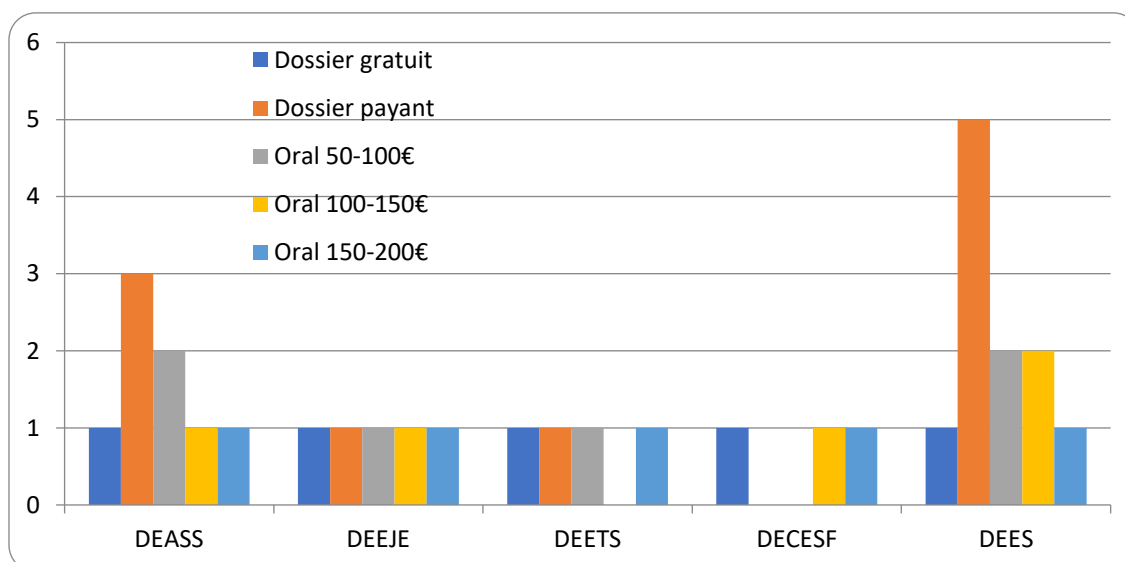 6
5
4
3
2
1
0
Dossier gratuit
Dossier payant
Oral 50-100€
Oral 100-150€
Oral 150-200€
DEASS DEEJE DEETS DECESF DEES